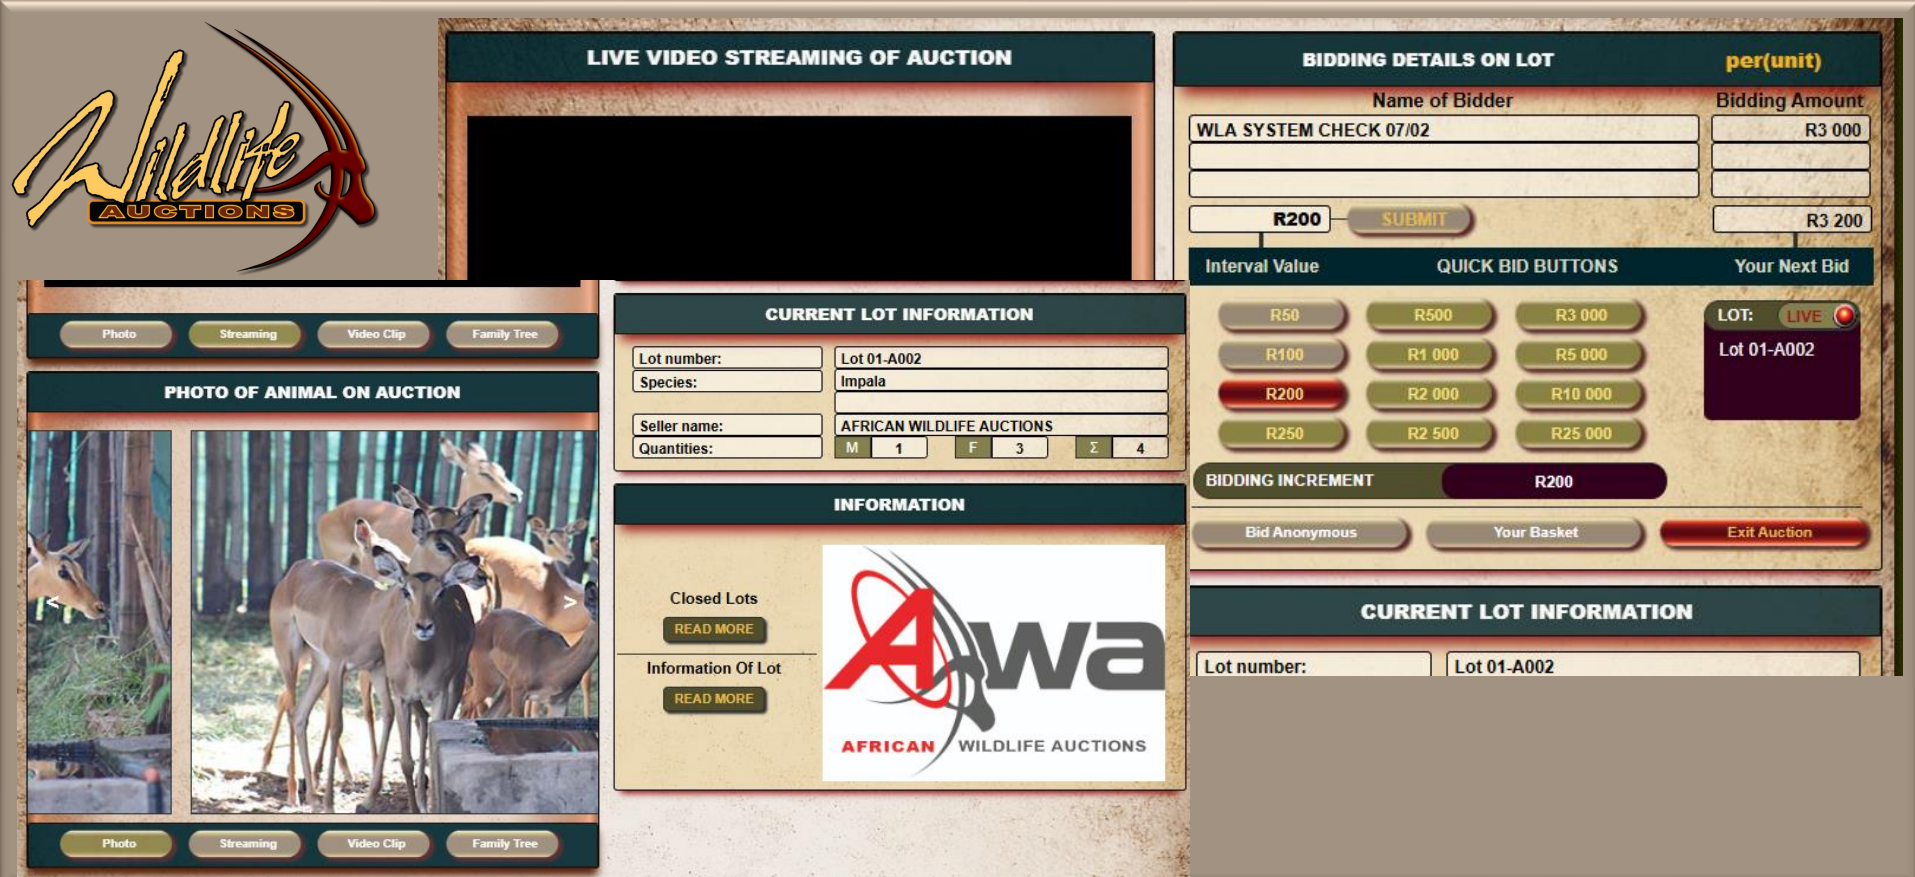 Wildlife
AUCTIONS
LIVE VIDEO STREAMING OF AUCTION
BIDDING DETAILS ON LOT per(unit)
Name of Bidder Bidding Amount
WLA SYSTEM CHECK 07/02 R3 000
R200 SUBMIT R3 200
Interval Value QUICK BID BUTTONS Your Next Bid
R50 R500 R3 000
R100 R1 000 R5 000
R200 R2 000 R10 000
R250 R2 500 R25 000
LOT: LIVE
Lot 01-A002
BIDDING INCREMENT R200
Bid Anonymous Your Basket Exit Auction
CURRENT LOT INFORMATION
Lot number: Lot 01-A002
Photo Streaming Video Clip Family Tree
PHOTO OF ANIMAL ON AUCTION
< >
Photo Streaming Video Clip Family Tree
CURRENT LOT INFORMATION
Lot number: Lot 01-A002
Species: Impala
Seller name: AFRICAN WILDLIFE AUCTIONS
Quantities: M 1 F 3 Σ 4
INFORMATION
Closed Lots
READ MORE
Information Of Lot
READ MORE
Awa
AFRICAN WILDLIFE AUCTIONS